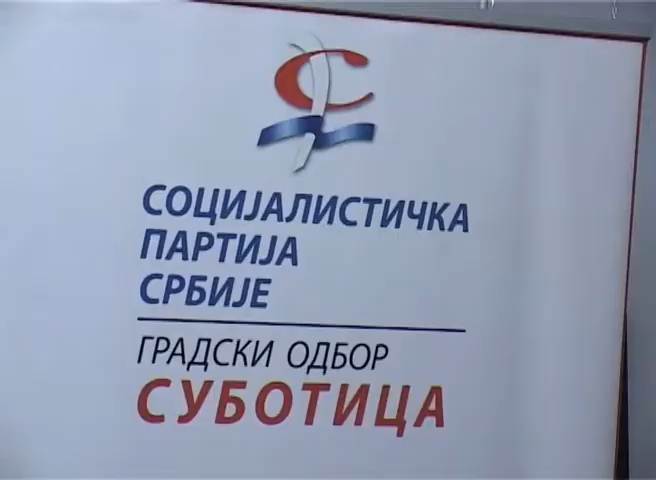 СОЦИЈАЛИСТИЧКА
ПАРТИЈА
СРБИЈЕ
ГРАДСКИ ОДБОР
СУБОТИЦА